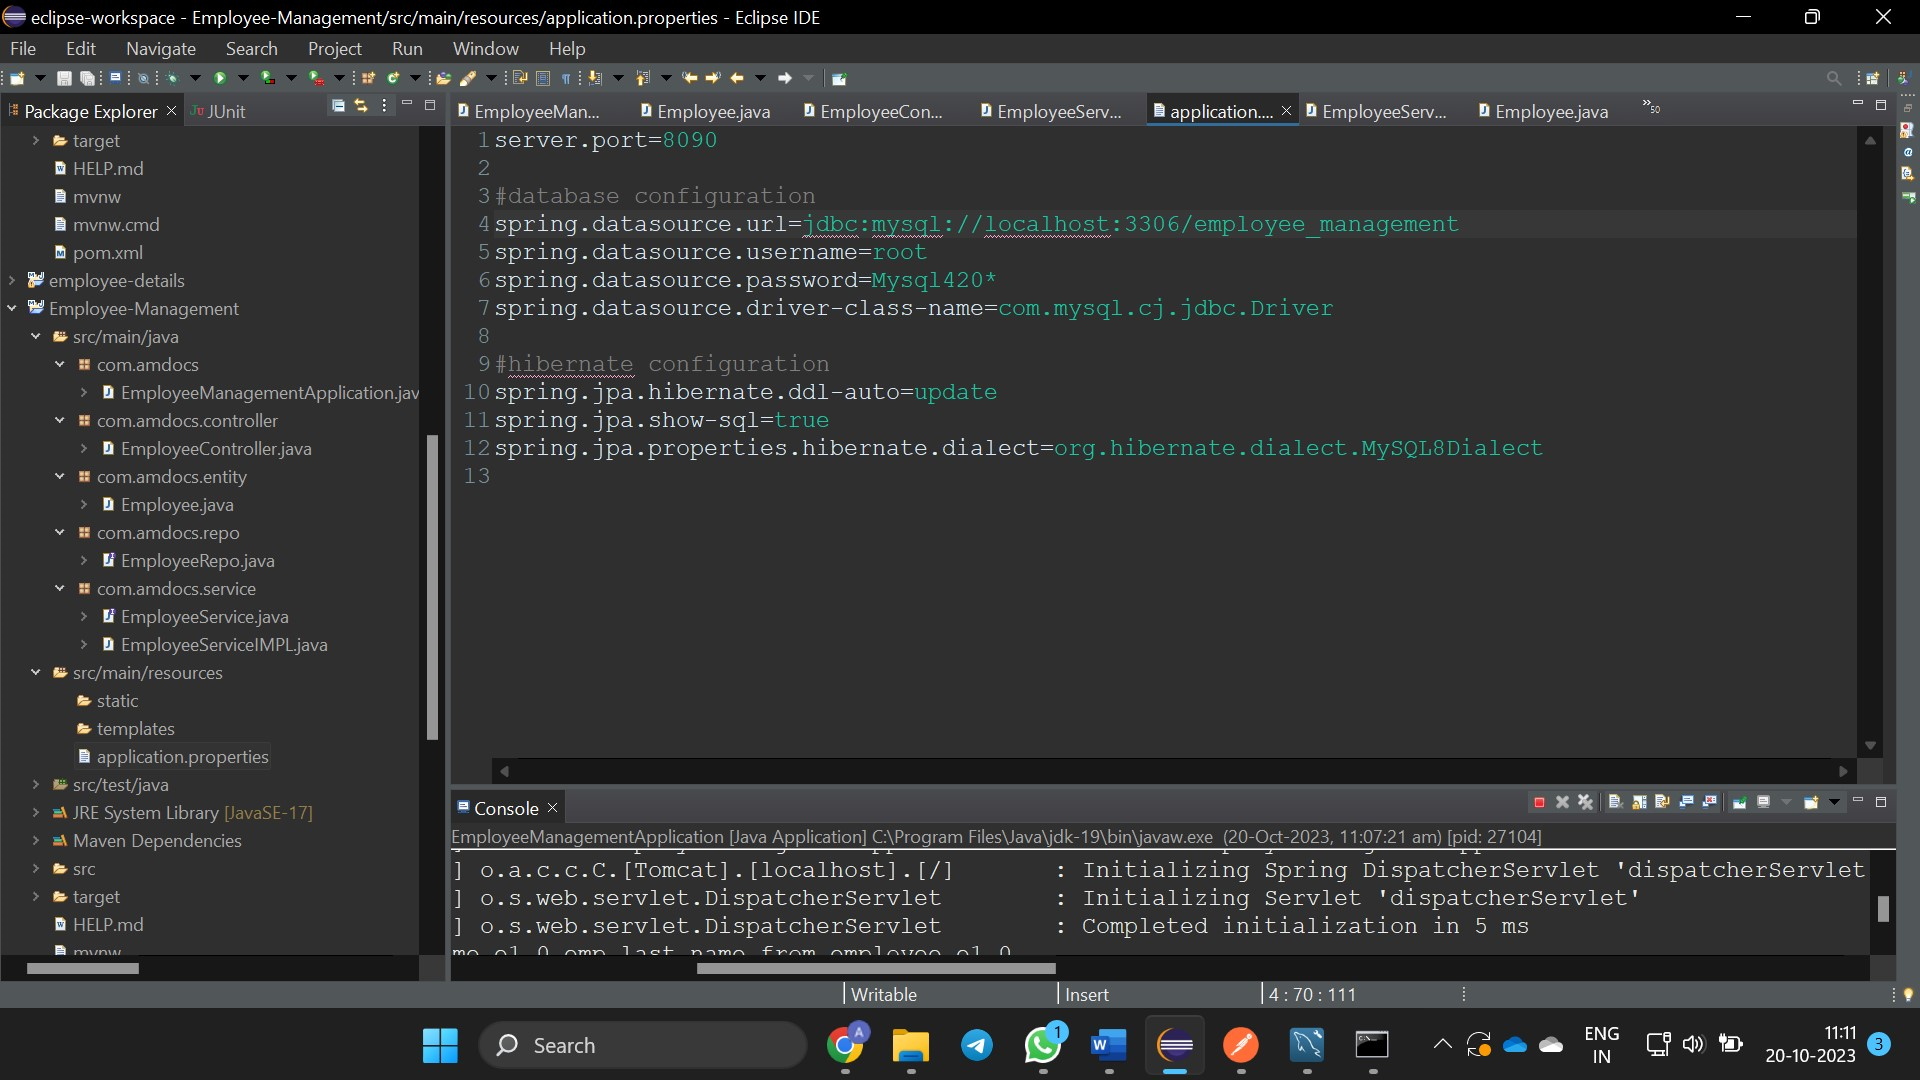 eclipse-workspace - Employee-Management/src/main/resources/application.properties - Eclipse IDE
File Edit Navigate Search Project Run Window Help
Package Explorer JUnit
EmployeeMan... Employee.java EmployeeCon... EmployeeServ... application.... EmployeeServ... Employee.java »50
target
HELP.md
mvnw
mvnw.cmd
pom.xml
employee-details
Employee-Management
src/main/java
com.amdocs
EmployeeManagementApplication.jav
com.amdocs.controller
EmployeeController.java
com.amdocs.entity
Employee.java
com.amdocs.repo
EmployeeRepo.java
com.amdocs.service
EmployeeService.java
EmployeeServiceIMPL.java
src/main/resources
static
templates
application.properties
src/test/java
JRE System Library [JavaSE-17]
Maven Dependencies
src
target
HELP.md
mvnw
1 server.port=8090
2
3 #database configuration
4 spring.datasource.url=jdbc:mysql://localhost:3306/employee_management
5 spring.datasource.username=root
6 spring.datasource.password=Mysql420*
7 spring.datasource.driver-class-name=com.mysql.cj.jdbc.Driver
8
9 #hibernate configuration
10 spring.jpa.hibernate.ddl-auto=update
11 spring.jpa.show-sql=true
12 spring.jpa.properties.hibernate.dialect=org.hibernate.dialect.MySQL8Dialect
13
Console
EmployeeManagementApplication [Java Application] C:\Program Files\Java\jdk-19\bin\javaw.exe (20-Oct-2023, 11:07:21 am) [pid: 27104]
] o.a.c.c.C.[Tomcat].[localhost].[/] : Initializing Spring DispatcherServlet 'dispatcherServlet
] o.s.web.servlet.DispatcherServlet : Initializing Servlet 'dispatcherServlet'
] o.s.web.servlet.DispatcherServlet : Completed initialization in 5 ms
me e1_0.emp_last_name from employee e1_0
Writable Insert 4 : 70 : 111
Search
A
1
W
ENG
IN
11:11
20-10-2023
3